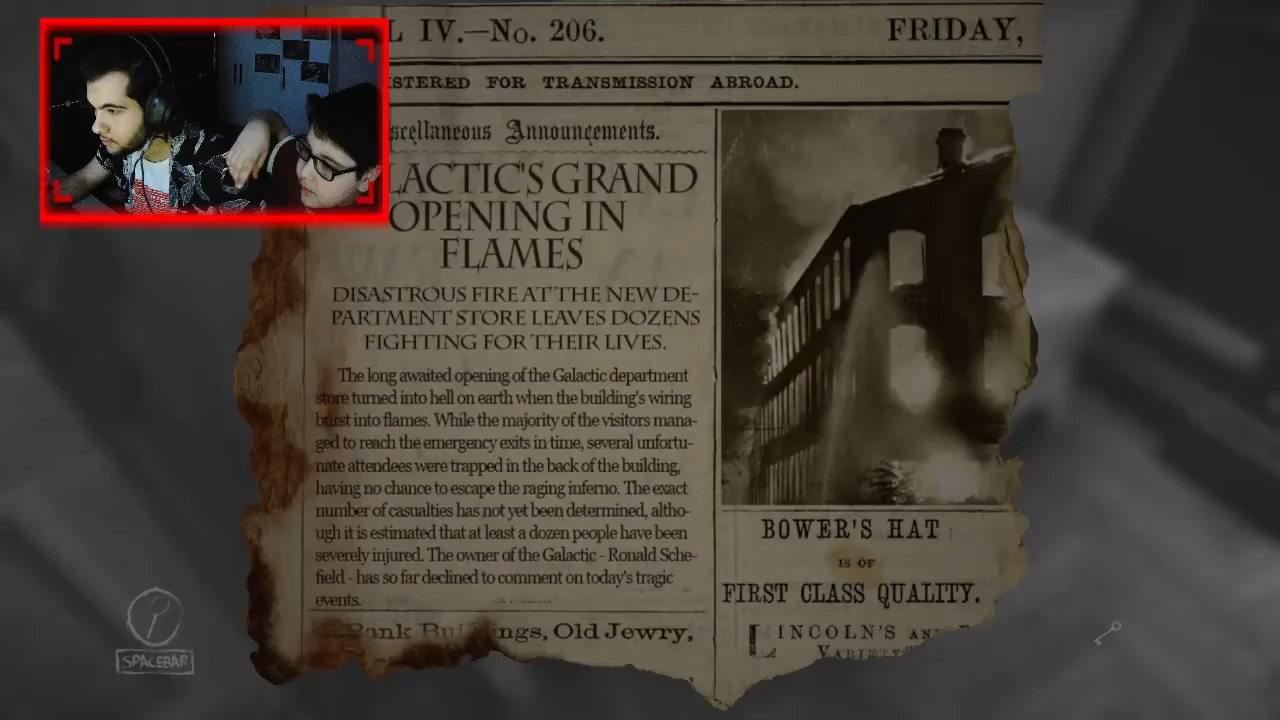 IV.—No. 206.
FRIDAY,
FOR TRANSMISSION ABROAD.
Announcements.
GRAND
OPENING IN
FLAMES
DISASTROUS FIRE AT THE NEW DE-
PARTMENT STORE LEAVES DOZENS
FIGHTING FOR THEIR LIVES.
The long awaited opening of the Galactic department
store turned into hell on earth when the building's wiring
burst into flames. While the majority of the visitors mana-
ged to reach the emergency exits in time, several unfortu-
nate attendees were trapped in the back of the building,
having no chance to escape the raging inferno. The exact
number of casualties has not yet been determined, altho-
ugh it is estimated that at least a dozen people have been
severely injured. The owner of the Galactic - Ronald Sche-
field - has so far declined to comment on today's tragic
events.
Old Jewry,
BOWER'S HAT
IS OF
FIRST CLASS QUALITY.
LINCOLN'S
SPACEBAR